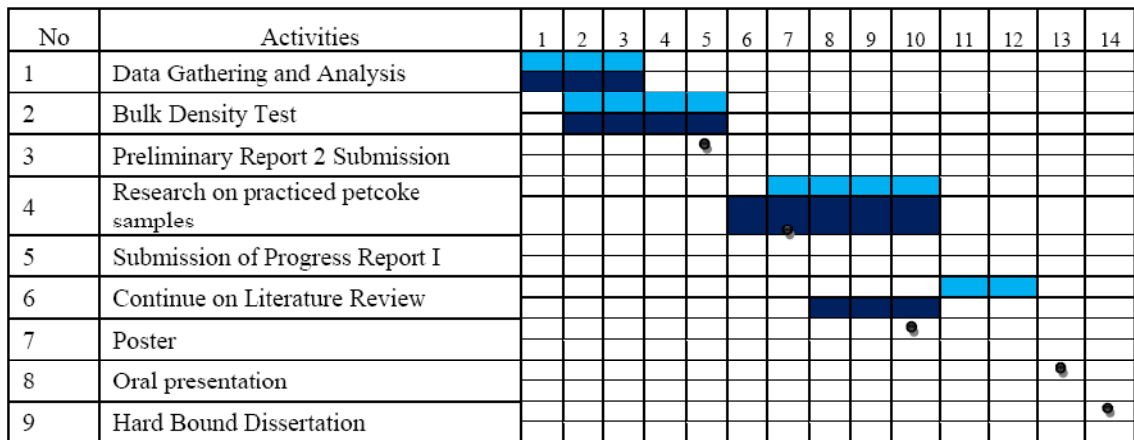 No Activities 1 2 3 4 5 6 7 8 9 10 11 12 13 14
1 Data Gathering and Analysis
2 Bulk Density Test
3 Preliminary Report 2 Submission
4 Research on practiced petcoke
samples
5 Submission of Progress Report I
6 Continue on Literature Review
7 Poster
8 Oral presentation
9 Hard Bound Dissertation